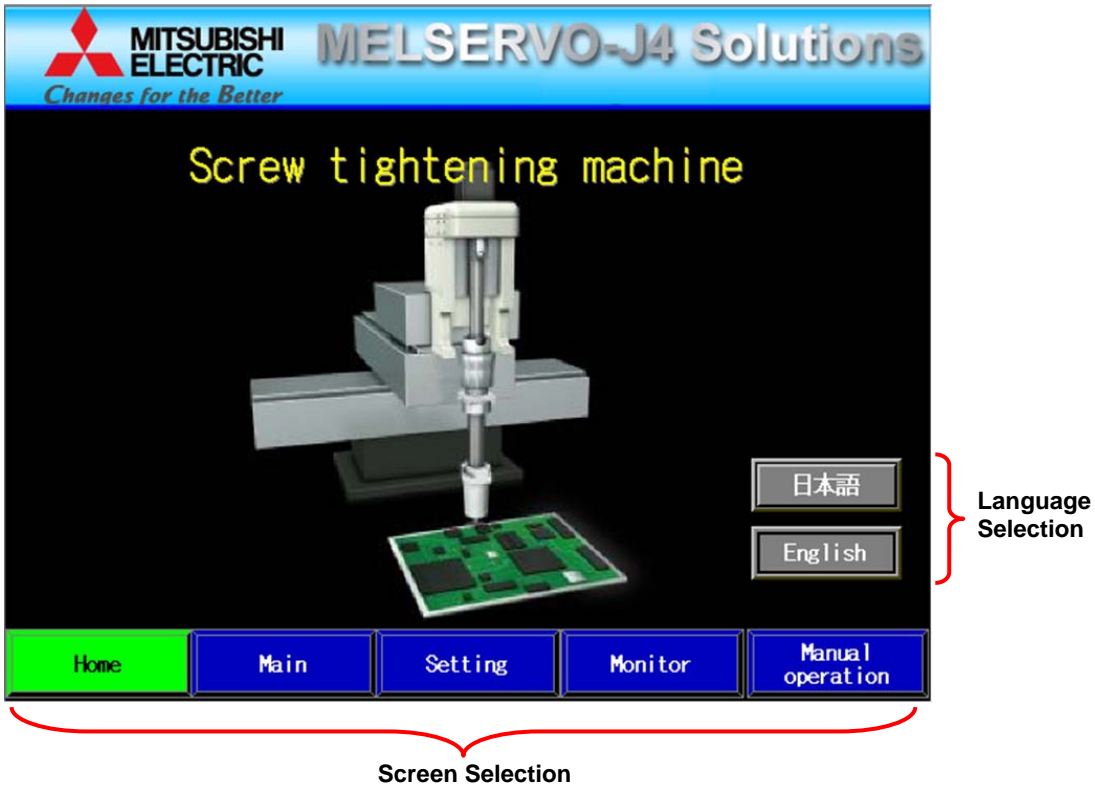 MITSUBISHI
ELECTRIC
Changes for the Better
MELSERVO-J4 Solutions
Screw tightening machine
日本語
English
Language
Selection
Home
Main
Setting
Monitor
Manual
operation
Screen Selection